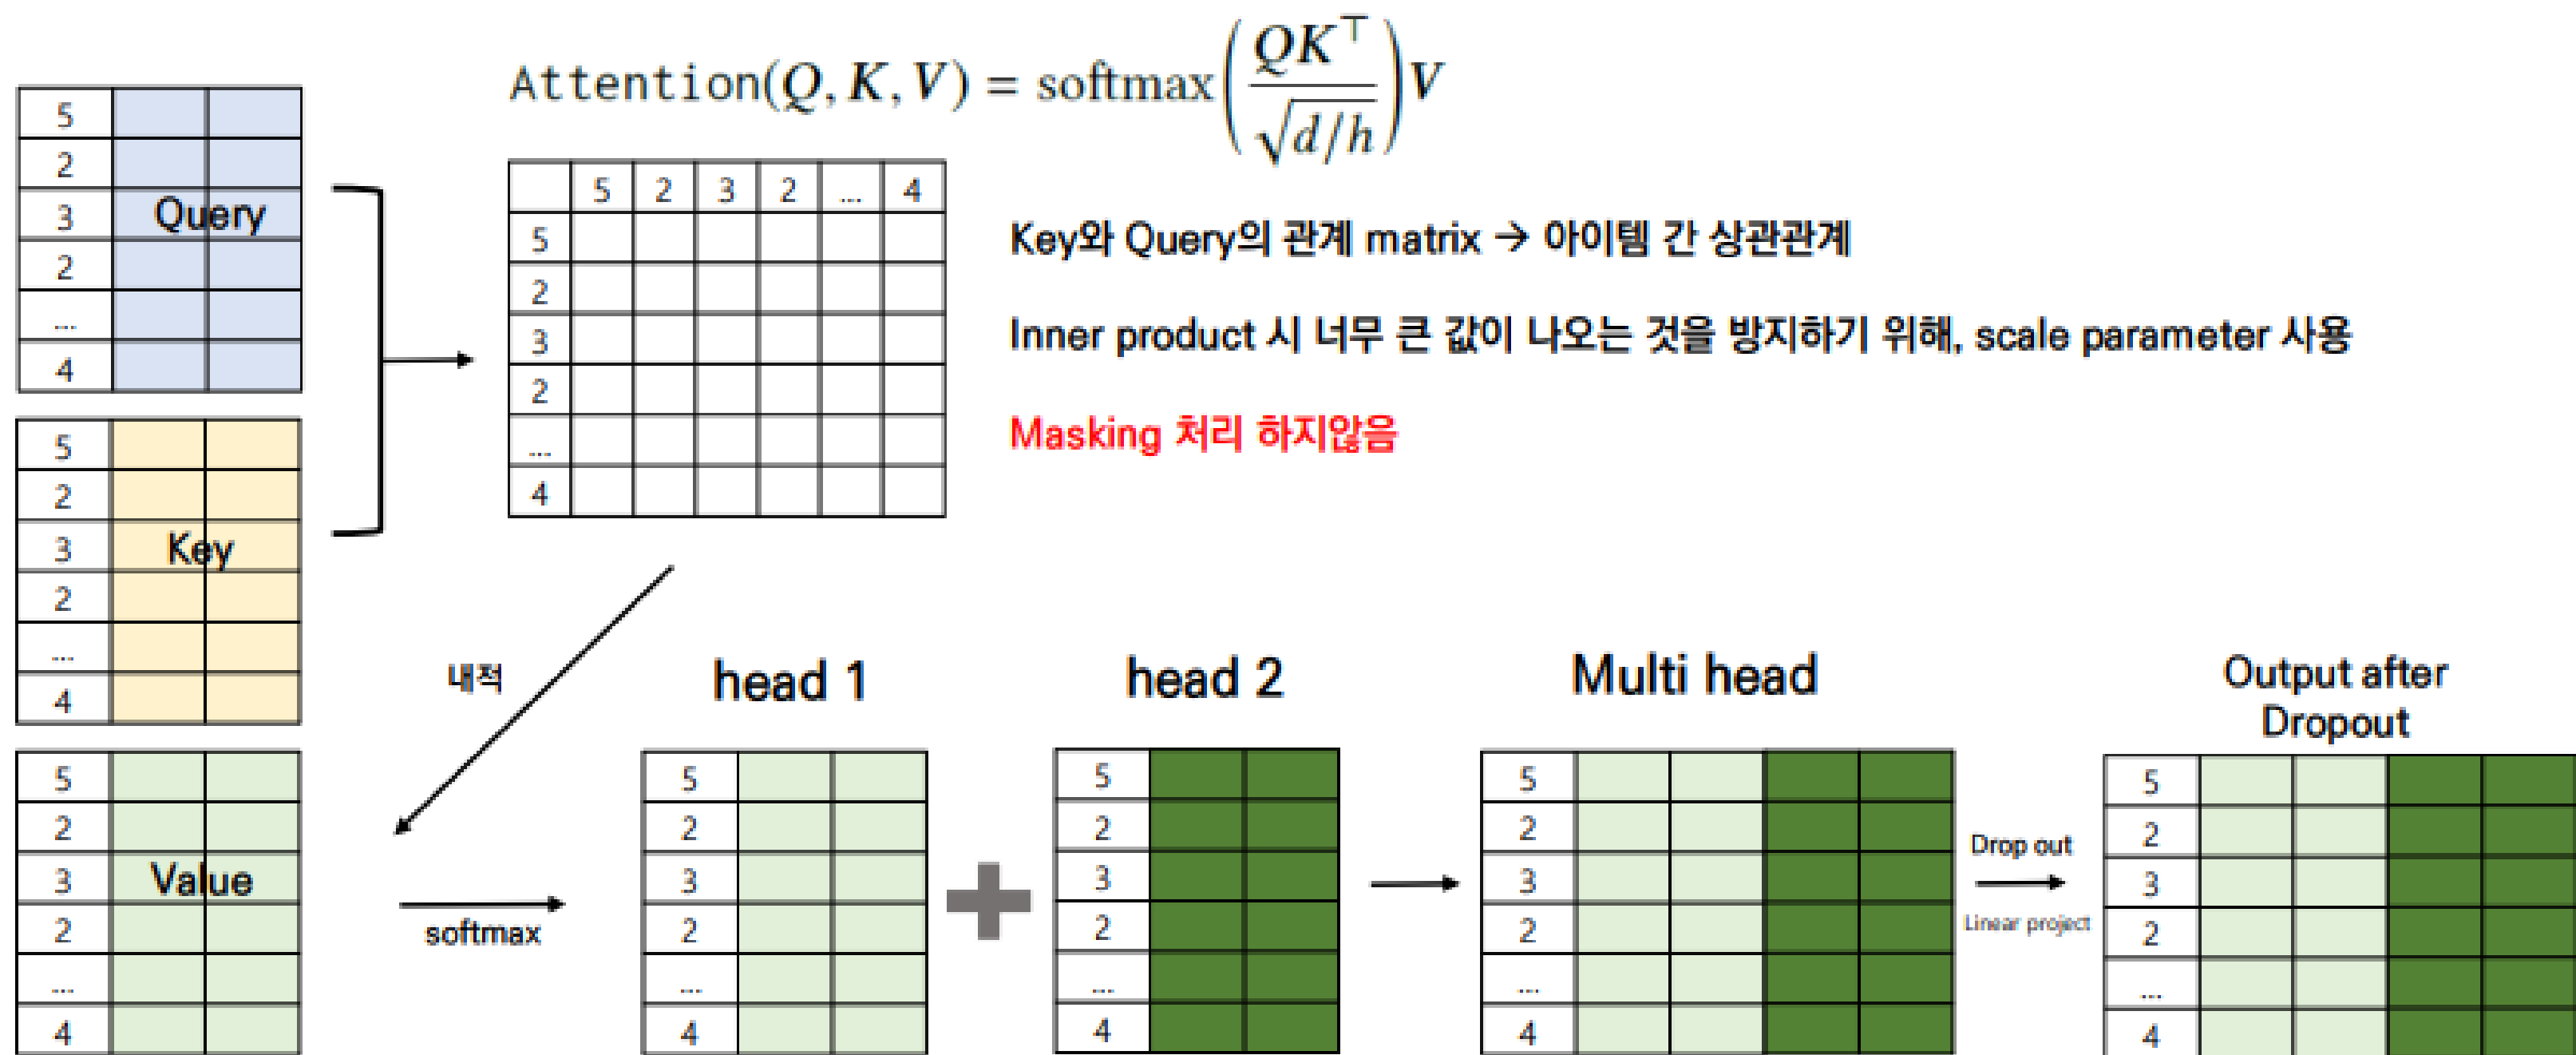 Attention(Q, K, V) = softmax(QK⊤/√d/h)V
5
2
3 Query
2
...
4
5
2
3 Key
2
...
4
5
2
3 Value
2
...
4
5 2 3 2 ... 4
5
2
3
2
...
4
Key와 Query의 관계 matrix → 아이템 간 상관관계
Inner product 시 너무 큰 값이 나오는 것을 방지하기 위해, scale parameter 사용
Masking 처리 하지않음
내적
softmax
head 1
5
2
3
2
...
4
head 2
5
2
3
2
...
4
Multi head
5
2
3
2
...
4
Drop out
Linear project
Output after
Dropout
5
2
3
2
...
4